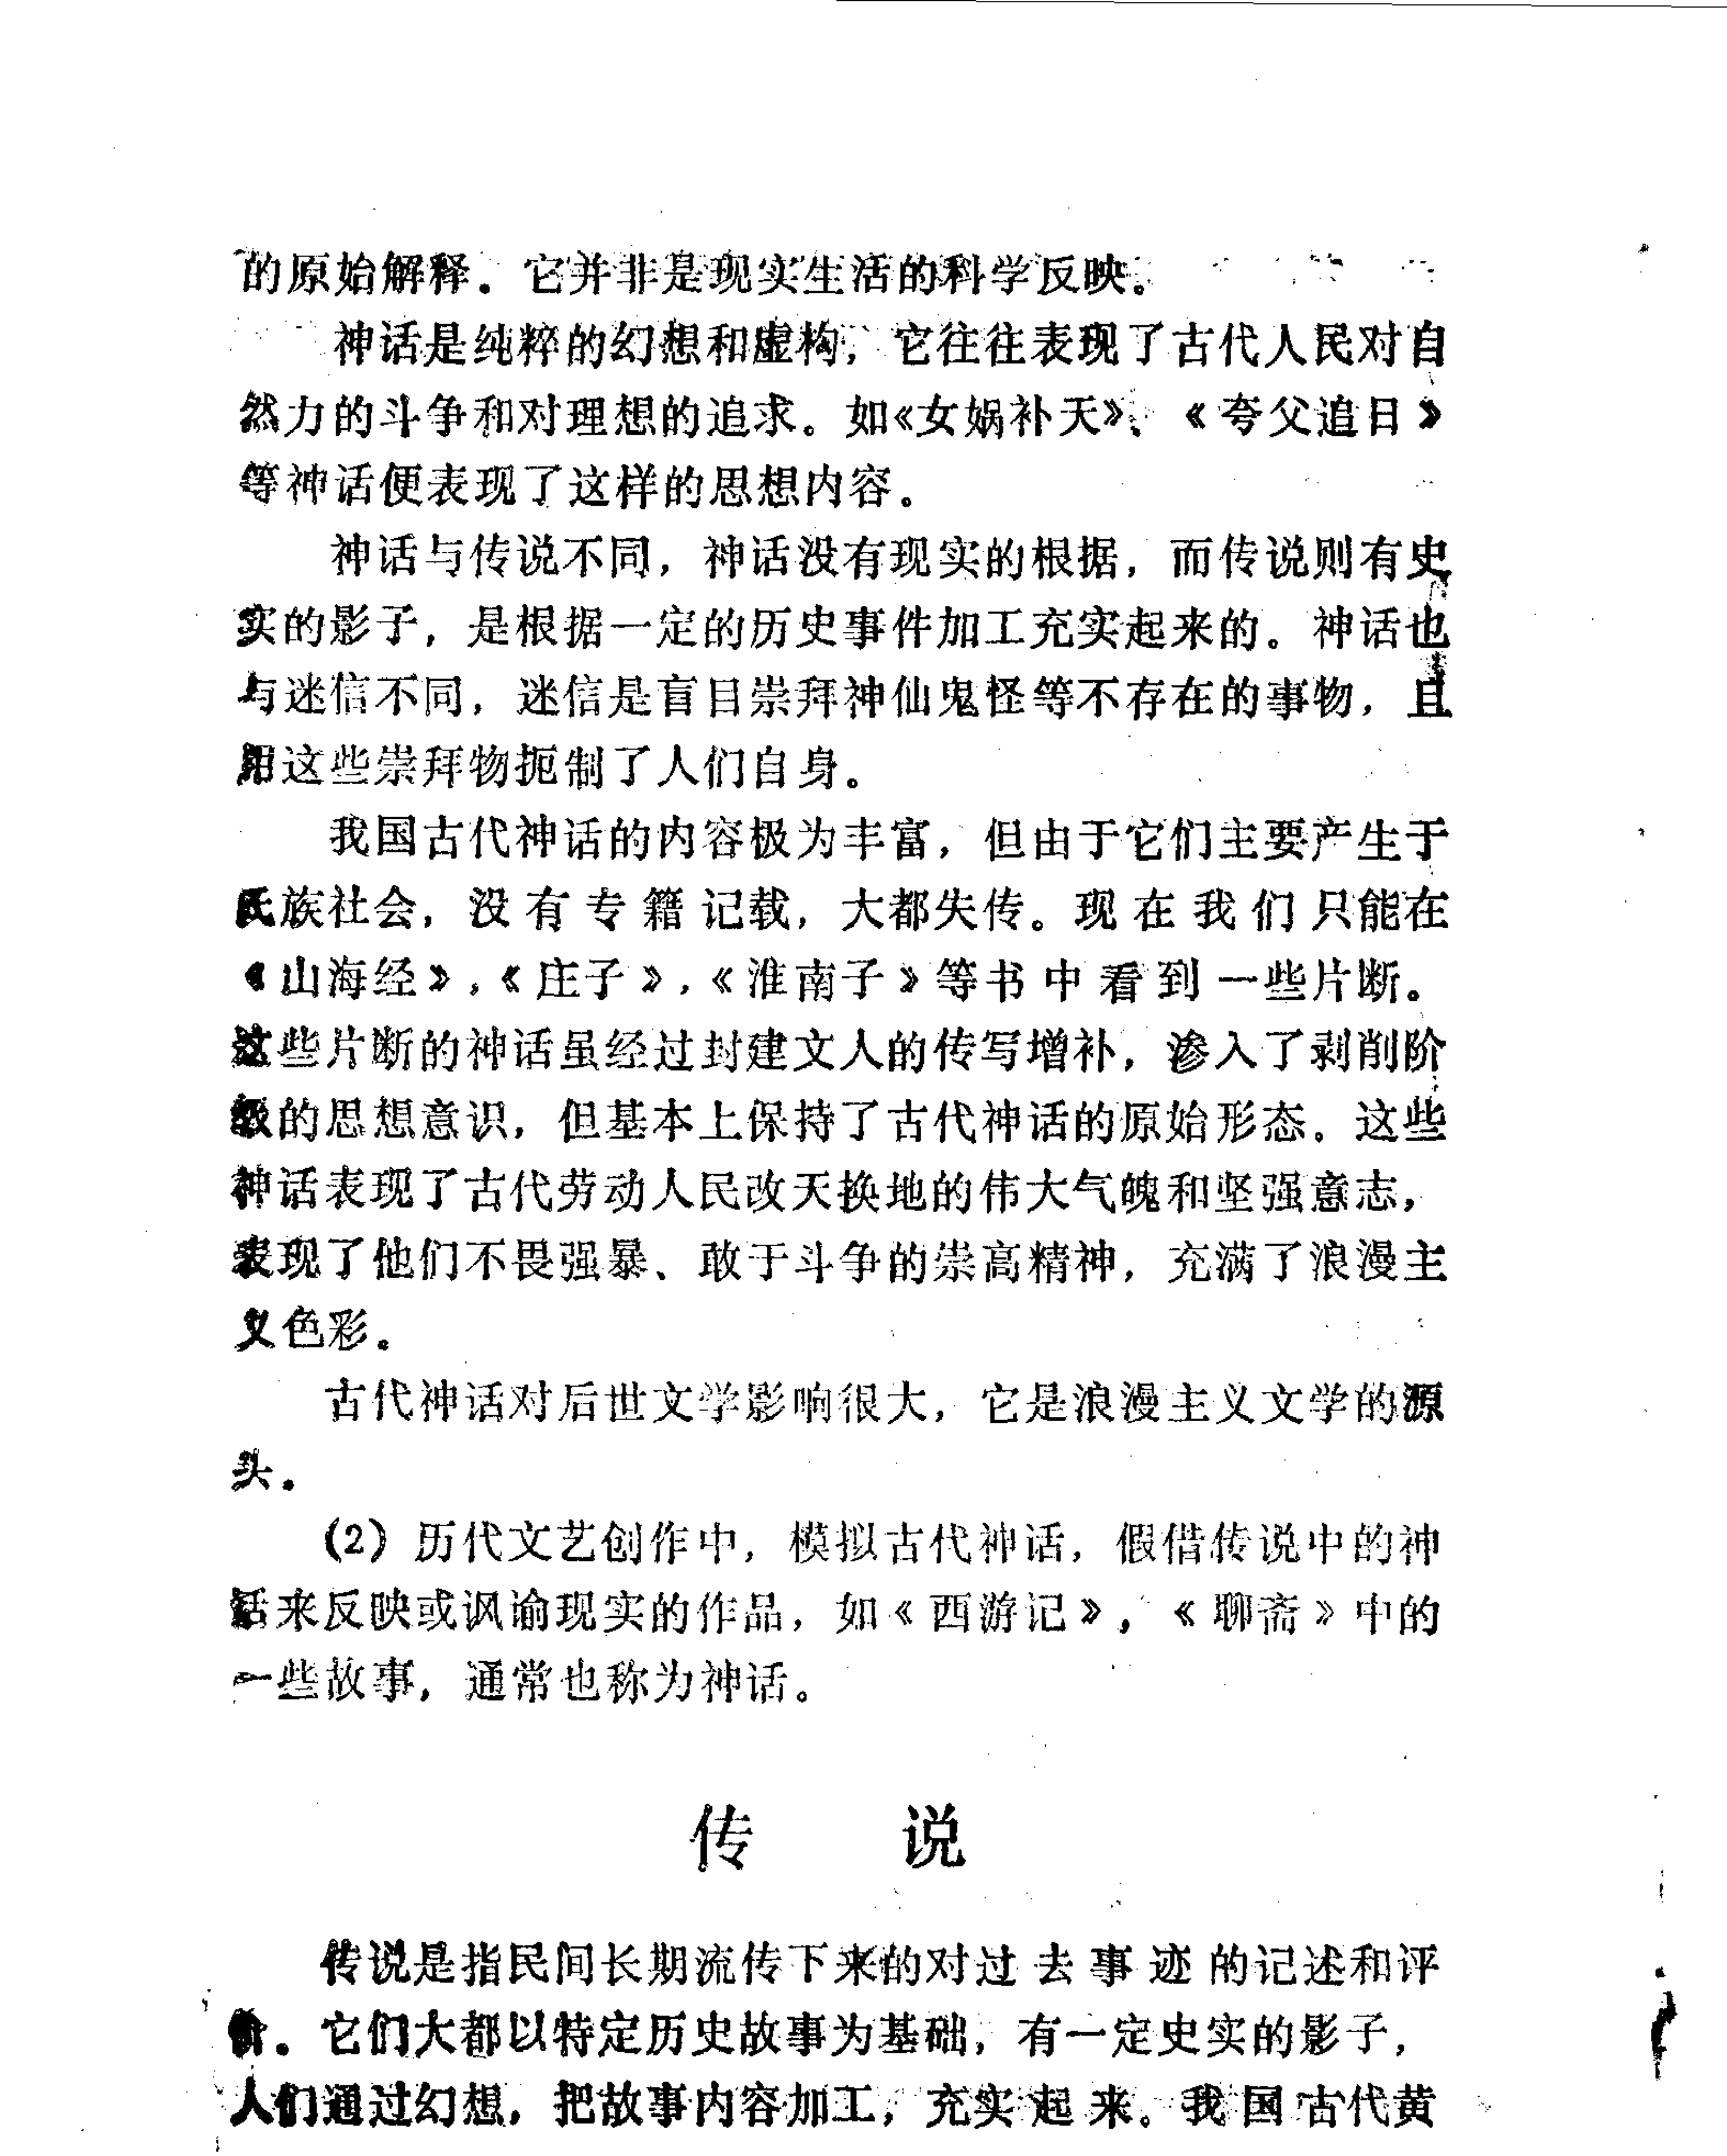 的原始解释。它并非是现实生活的科学反映。
神话是纯粹的幻想和虚构，它往往表现了古代人民对自
然力的斗争和对理想的追求。如《女娲补天》、《夸父追日》
等神话便表现了这样的思想内容。
神话与传说不同，神话没有现实的根据，而传说则有史
实的影子，是根据一定的历史事件加工充实起来的。神话也
与迷信不同，迷信是盲目崇拜神仙鬼怪等不存在的事物，且
用这些崇拜物扼制了人们自身。
我国古代神话的内容极为丰富，但由于它们主要产生于
氏族社会，没有专籍记载，大都失传。现在我们只能在
《山海经》，《庄子》，《淮南子》等书中看到一些片断。
这些片断的神话虽经过封建文人的传写增补，渗入了剥削阶
级的思想意识，但基本上保持了古代神话的原始形态。这些
神话表现了古代劳动人民改天换地的伟大气魄和坚强意志，
表现了他们不畏强暴、敢于斗争的崇高精神，充满了浪漫主
义色彩。
古代神话对后世文学影响很大，它是浪漫主义文学的源
头。
（2）历代文艺创作中，模拟古代神话，假借传说中的神
话来反映或讽谕现实的作品，如《西游记》，《聊斋》中的
一些故事，通常也称为神话。
传说
传说是指民间长期流传下来的对过去事迹的记述和评
价。它们大都以特定历史故事为基础，有一定史实的影子，
人们通过幻想，把故事内容加工，充实起来。我国古代黄